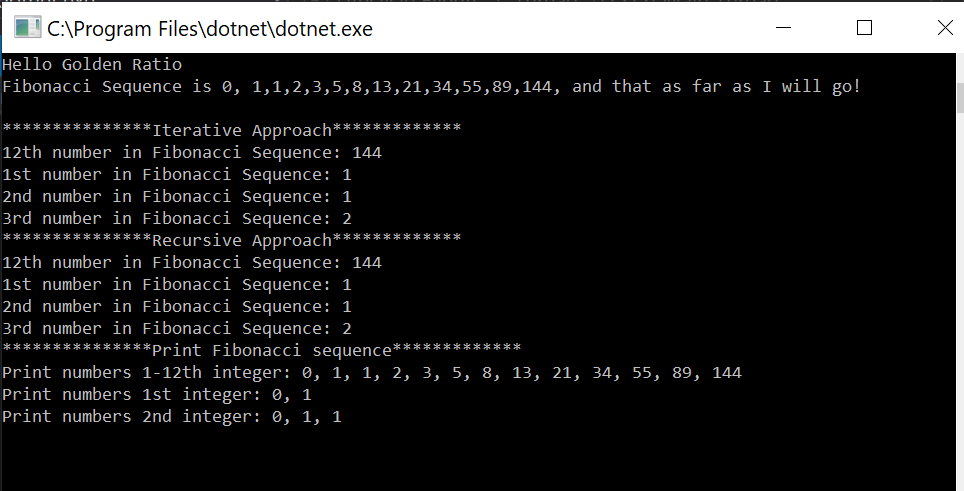 C:\Program Files\dotnet\dotnet.exe
Hello Golden Ratio
Fibonacci Sequence is 0, 1,1,2,3,5,8,13,21,34,55,89,144, and that as far as I will go!
***************Iterative Approach*************
12th number in Fibonacci Sequence: 144
1st number in Fibonacci Sequence: 1
2nd number in Fibonacci Sequence: 1
3rd number in Fibonacci Sequence: 2
***************Recursive Approach*************
12th number in Fibonacci Sequence: 144
1st number in Fibonacci Sequence: 1
2nd number in Fibonacci Sequence: 1
3rd number in Fibonacci Sequence: 2
***************Print Fibonacci sequence*************
Print numbers 1-12th integer: 0, 1, 1, 2, 3, 5, 8, 13, 21, 34, 55, 89, 144
Print numbers 1st integer: 0, 1
Print numbers 2nd integer: 0, 1, 1